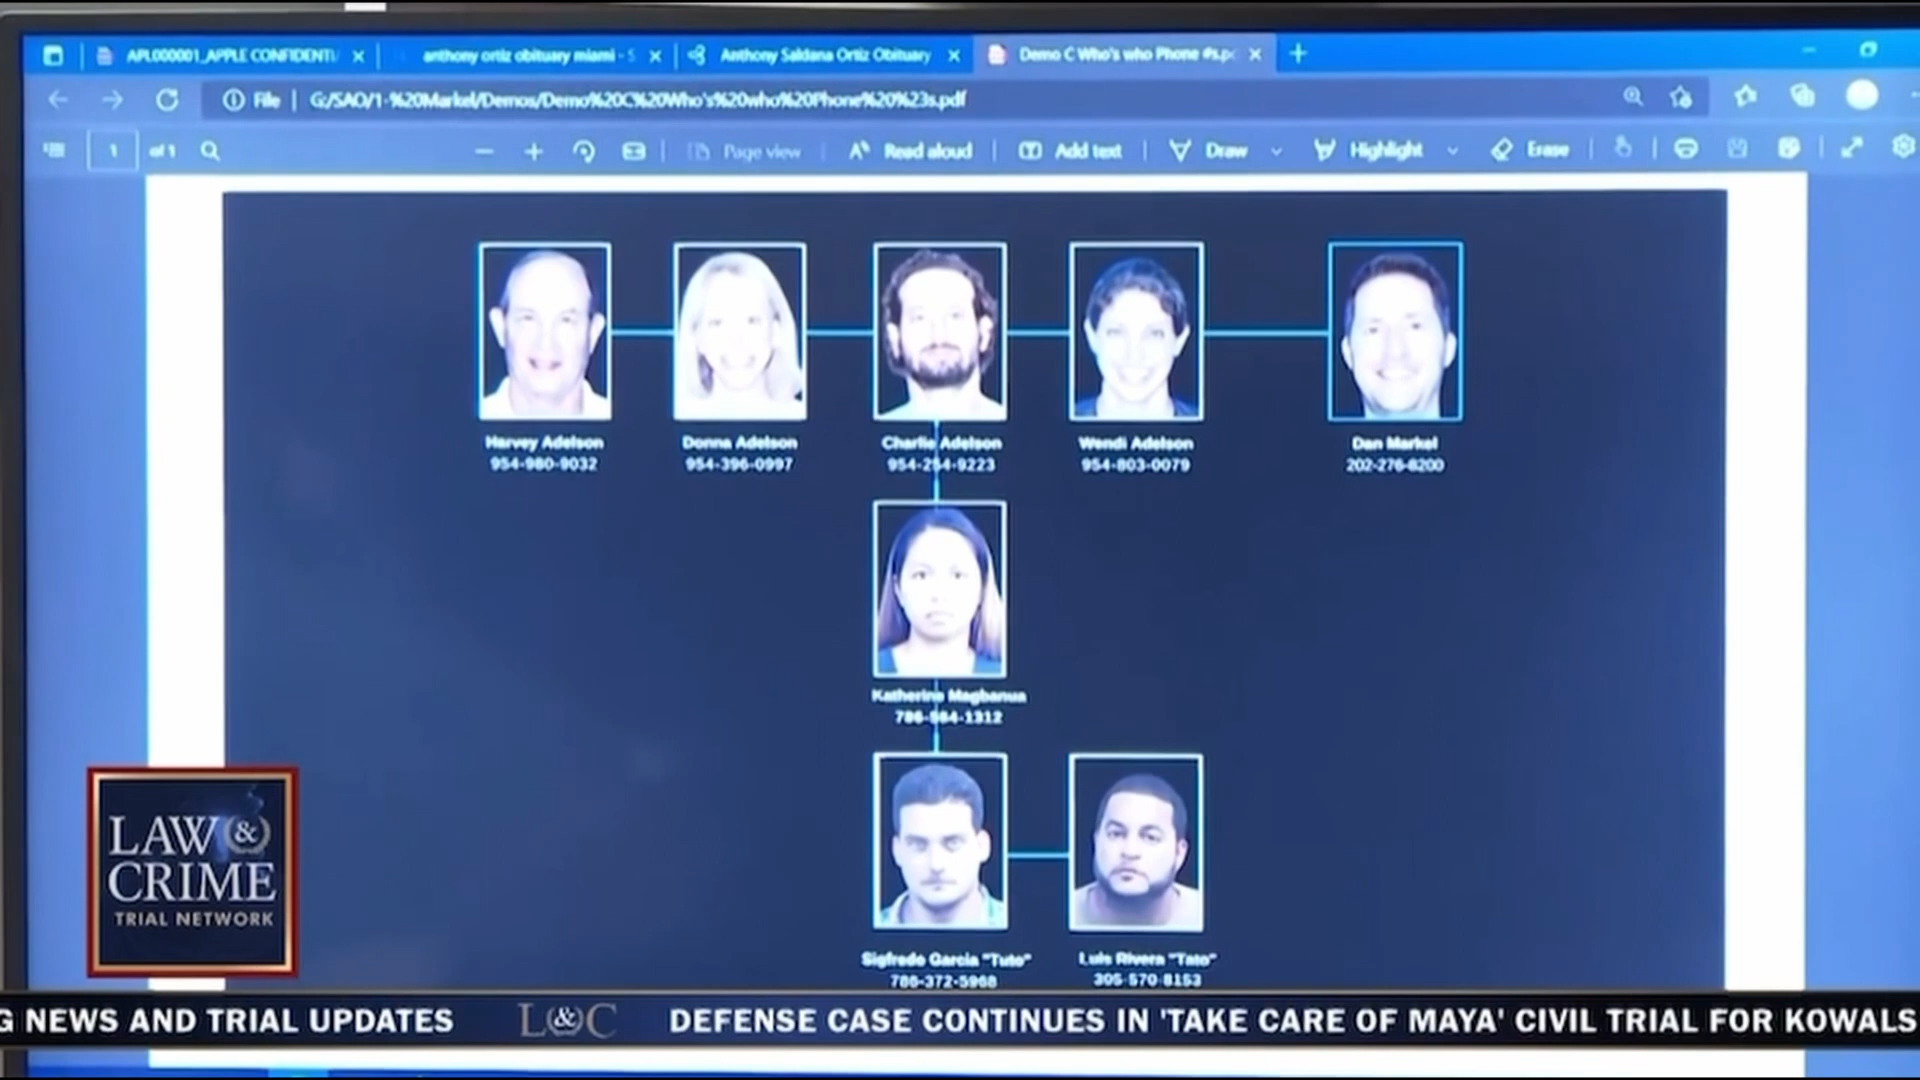 APL000001_APPLE CONFIDENTI
anthony ortiz obituary miami - S
Anthony Saldana Ortiz Obituary
Demo C Who's who Phone #s.pd
File | G:/SAO/1-%20Markel/Demos/Demo%20C%20Who's%20who%20Phone%20%23s.pdf
1 of 1
Page view
Read aloud
Add text
Draw
Highlight
Erase
Harvey Adelson
954-980-9032
Donna Adelson
954-396-0997
Charlie Adelson
954-254-9223
Wendi Adelson
954-803-0079
Dan Markel
202-276-8200
Katherine Magbanua
Sigfredo Garcia "Tuto"
786-372-5968
Luis Rivera "Tato"
305-570-8153
LAW &
CRIME
TRIAL NETWORK
G NEWS AND TRIAL UPDATES L&C DEFENSE CASE CONTINUES IN 'TAKE CARE OF MAYA' CIVIL TRIAL FOR KOWALS